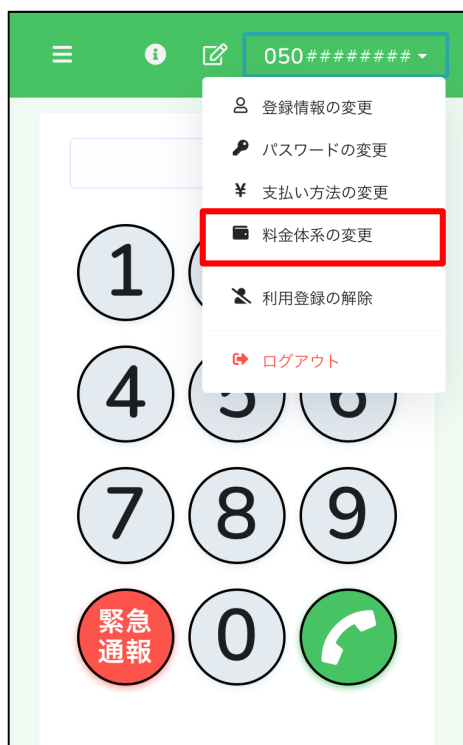 050########
登録情報の変更
パスワードの変更
支払い方法の変更
料金体系の変更
利用登録の解除
ログアウト
1
4
7 8 9
緊急
通報
0